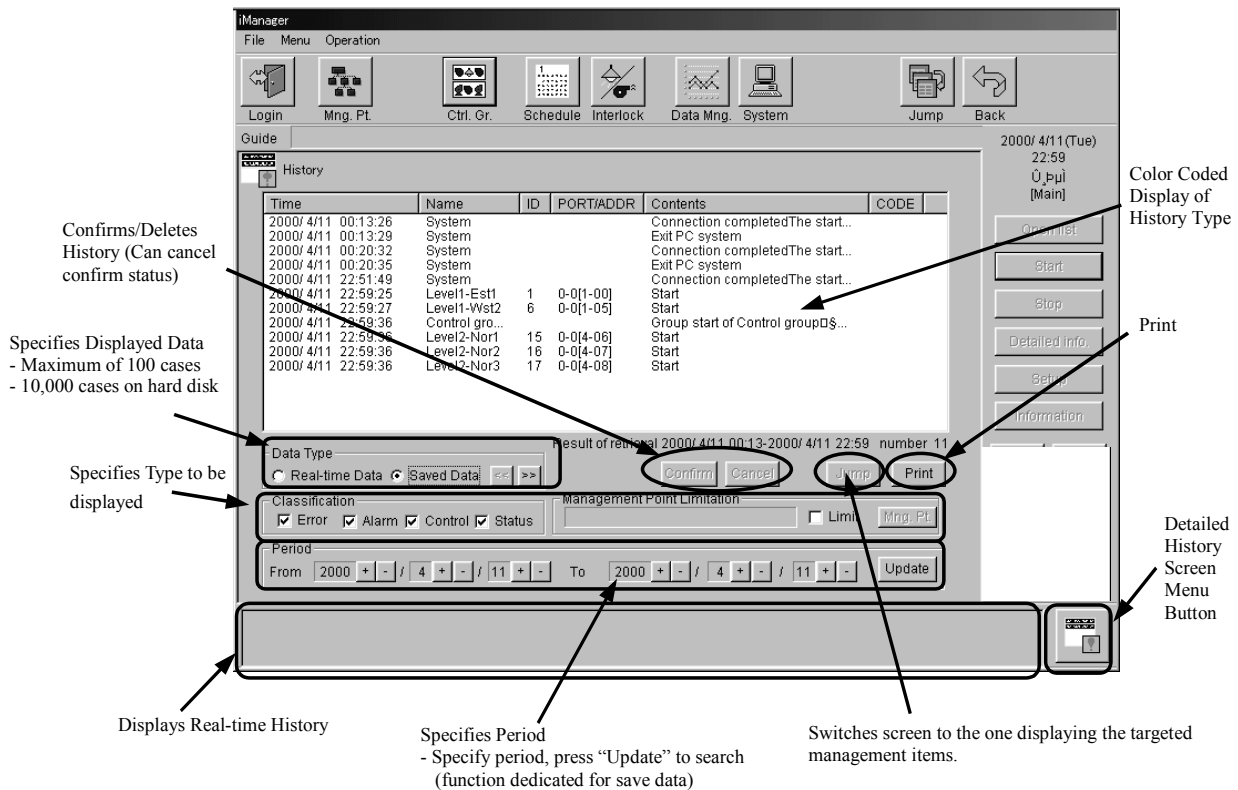 iManager
File Menu Operation
Login Mng. Pt. Ctrl. Gr. Schedule Interlock Data Mng. System Jump Back
Guide
2000/ 4/11(Tue)
22:59
Û¸ÞµÌ
[Main]
History
Time Name ID PORT/ADDR Contents CODE
2000/ 4/11 00:13:26 System Connection completedThe start...
2000/ 4/11 00:13:29 System Exit PC system
2000/ 4/11 00:20:32 System Connection completedThe start...
2000/ 4/11 00:20:35 System Exit PC system
2000/ 4/11 22:51:49 System Connection completedThe start...
2000/ 4/11 22:59:25 Level1-Est1 1 0-0[1-00] Start
2000/ 4/11 22:59:27 Level1-Wst2 6 0-0[1-05] Start
2000/ 4/11 22:59:36 Control gro... Group start of Control group□§...
2000/ 4/11 22:59:36 Level2-Nor1 15 0-0[4-06] Start
2000/ 4/11 22:59:36 Level2-Nor2 16 0-0[4-07] Start
2000/ 4/11 22:59:36 Level2-Nor3 17 0-0[4-08] Start
Open list
Start
Stop
Detailed info.
Setup
Information
Result of retrieval 2000/ 4/11 00:13-2000/ 4/11 22:59 number 11
Data Type
Real-time Data Saved Data << >>
Confirm Cancel Jump Print
Classification
Error Alarm Control Status
Management Point Limitation
Limit Mng. Pt.
Period
From 2000 + - / 4 + - / 11 + - To 2000 + - / 4 + - / 11 + - Update
Confirms/Deletes
History (Can cancel
confirm status)
Specifies Displayed Data
- Maximum of 100 cases
- 10,000 cases on hard disk
Specifies Type to be
displayed
Color Coded
Display of
History Type
Print
Detailed
History
Screen
Menu
Button
Displays Real-time History
Specifies Period
- Specify period, press “Update” to search
(function dedicated for save data)
Switches screen to the one displaying the targeted
management items.